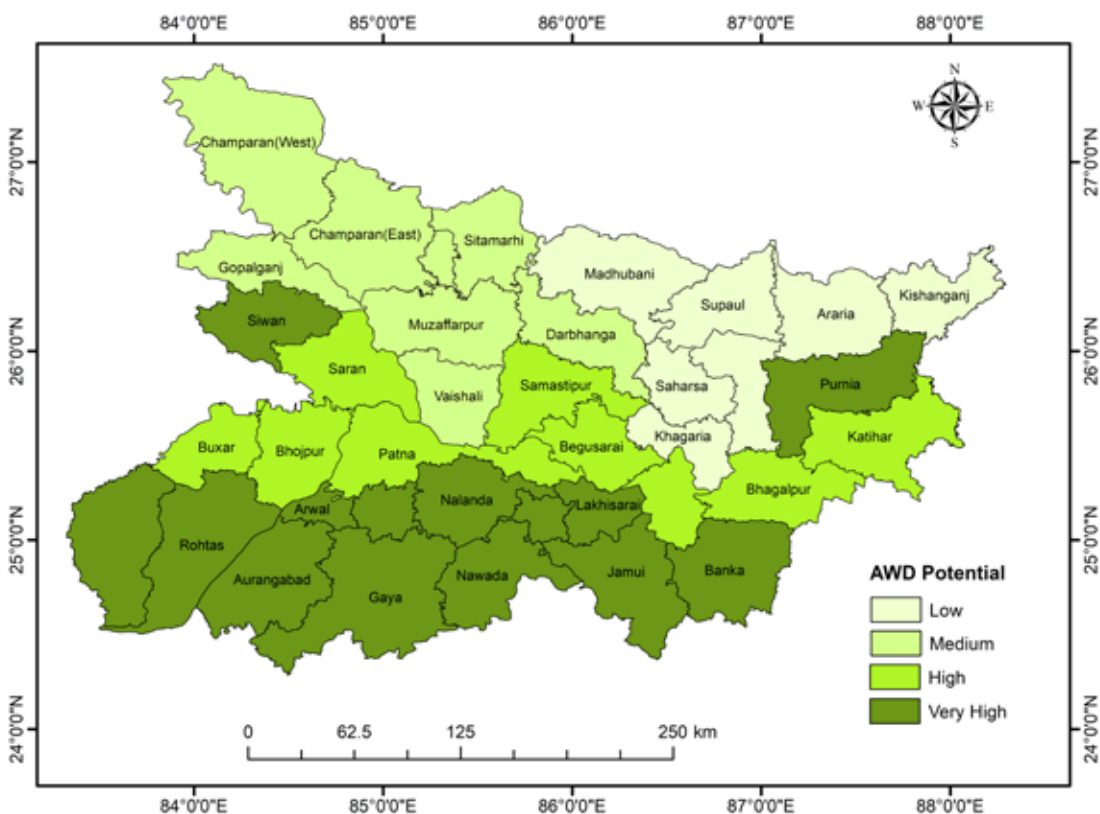 84°0'0"E 85°0'0"E 86°0'0"E 87°0'0"E 88°0'0"E
N
W E
S
27°0'0"N 27°0'0"N
26°0'0"N 26°0'0"N
25°0'0"N 25°0'0"N
24°0'0"N 24°0'0"N
Champaran(West)
Champaran(East)
Sitamarhi
Gopalganj
Madhubani
Kishanganj
Supaul
Araria
Siwan
Muzaffarpur
Darbhanga
Saran
Vaishali
Samastipur
Saharsa
Purnia
Khagaria
Katihar
Buxar
Bhojpur
Patna
Begusarai
Bhagalpur
Arwal
Nalanda
Lakhisarai
Rohtas
Aurangabad
Gaya
Nawada
Jamui
Banka
AWD Potential
Low
Medium
High
Very High
0 62.5 125 250 km
84°0'0"E 85°0'0"E 86°0'0"E 87°0'0"E 88°0'0"E